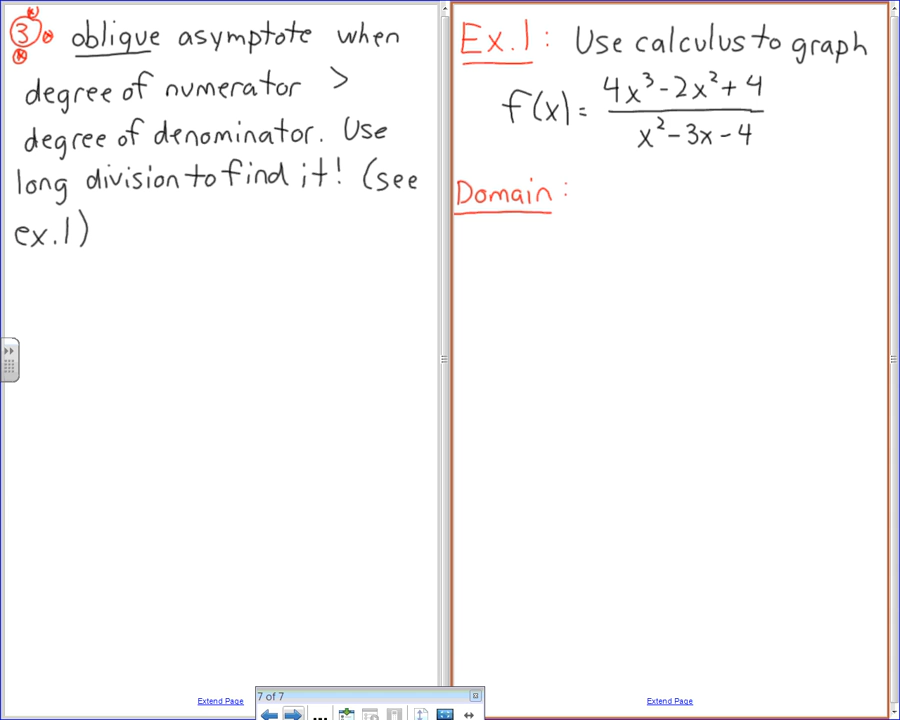 3 oblique asymptote when
degree of numerator >
degree of denominator. Use
long division to find it! (see
ex.1)
Extend Page
Ex.1: Use calculus to graph
f(x) = (4x³ - 2x² + 4) / (x² - 3x - 4)
Domain:
Extend Page
7 of 7